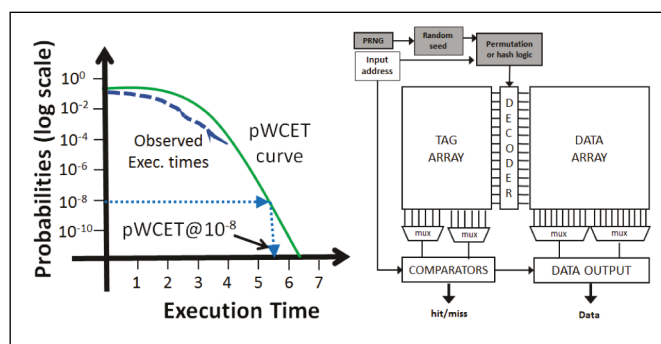 Probabilities (log scale)
10⁰
10⁻²
10⁻⁴
10⁻⁶
10⁻⁸
10⁻¹⁰
Observed
Exec. times
pWCET
curve
pWCET@10⁻⁸
1 2 3 4 5 6 7
Execution Time
PRNG
Random
seed
Permutation
or hash logic
Input
address
TAG
ARRAY
DECODER
DATA
ARRAY
mux
mux
mux
mux
COMPARATORS
DATA OUTPUT
hit/miss
Data